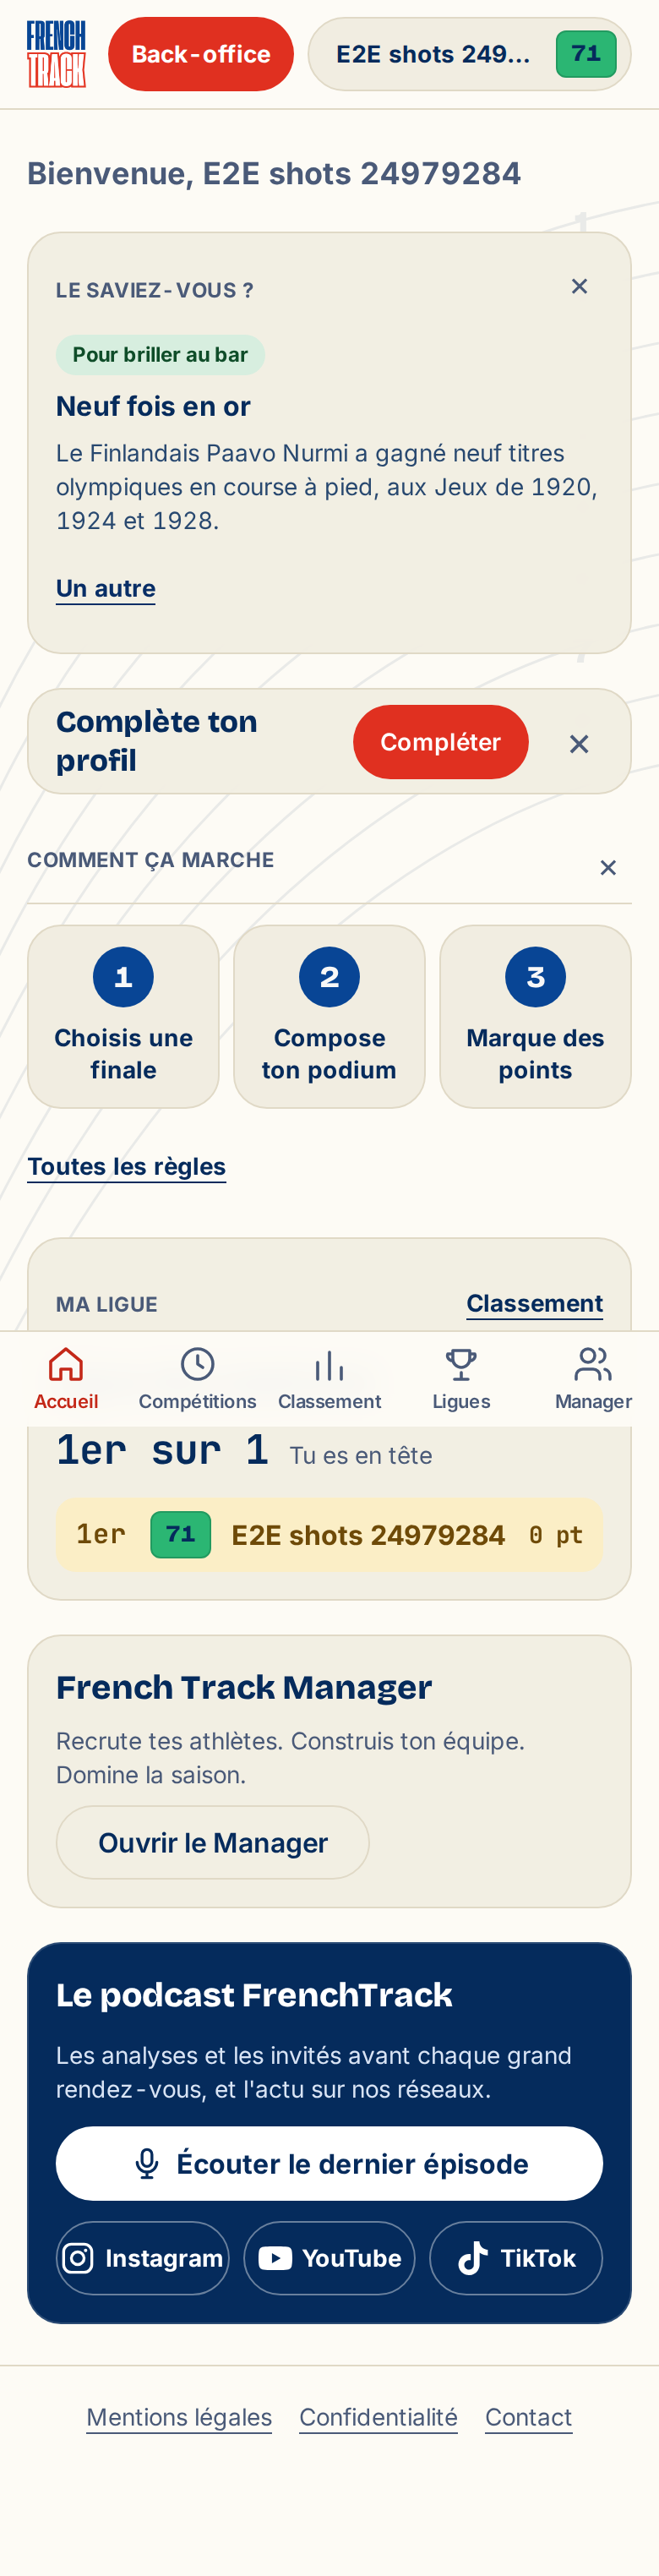 FRENCH
TRACK
Back-office
E2E shots 249... 71
Bienvenue, E2E shots 24979284
LE SAVIEZ-VOUS ?
Pour briller au bar
Neuf fois en or
Le Finlandais Paavo Nurmi a gagné neuf titres
olympiques en course à pied, aux Jeux de 1920,
1924 et 1928.
Un autre
Complète ton
profil
Compléter
COMMENT ÇA MARCHE
1
Choisis une
finale
2
Compose
ton podium
3
Marque des
points
Toutes les règles
MA LIGUE
Classement
Accueil
Compétitions
Classement
Ligues
Manager
1er sur 1 Tu es en tête
1er 71 E2E shots 24979284 0 pt
French Track Manager
Recrute tes athlètes. Construis ton équipe.
Domine la saison.
Ouvrir le Manager
Le podcast FrenchTrack
Les analyses et les invités avant chaque grand
rendez-vous, et l'actu sur nos réseaux.
Écouter le dernier épisode
Instagram
YouTube
TikTok
Mentions légales
Confidentialité
Contact